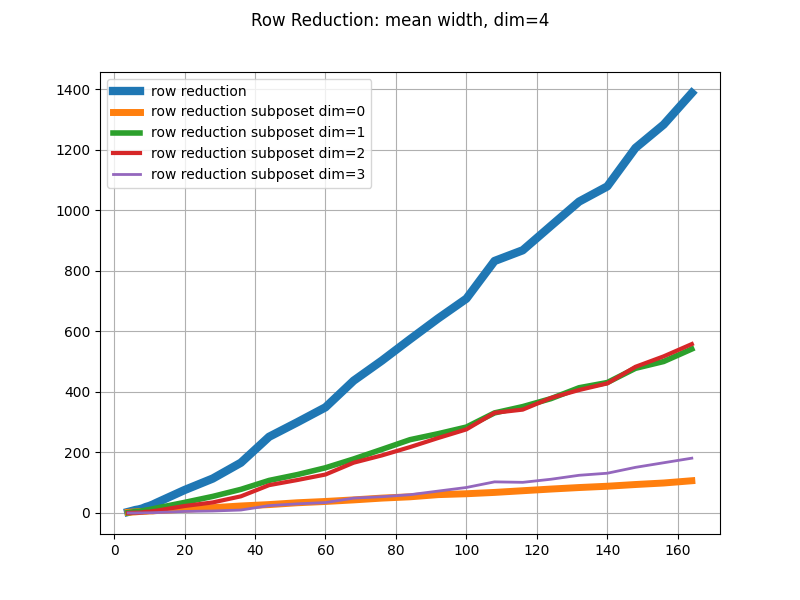 Row Reduction: mean width, dim=4
row reduction
row reduction subposet dim=0
row reduction subposet dim=1
row reduction subposet dim=2
row reduction subposet dim=3
1400
1200
1000
800
600
400
200
0
0 20 40 60 80 100 120 140 160